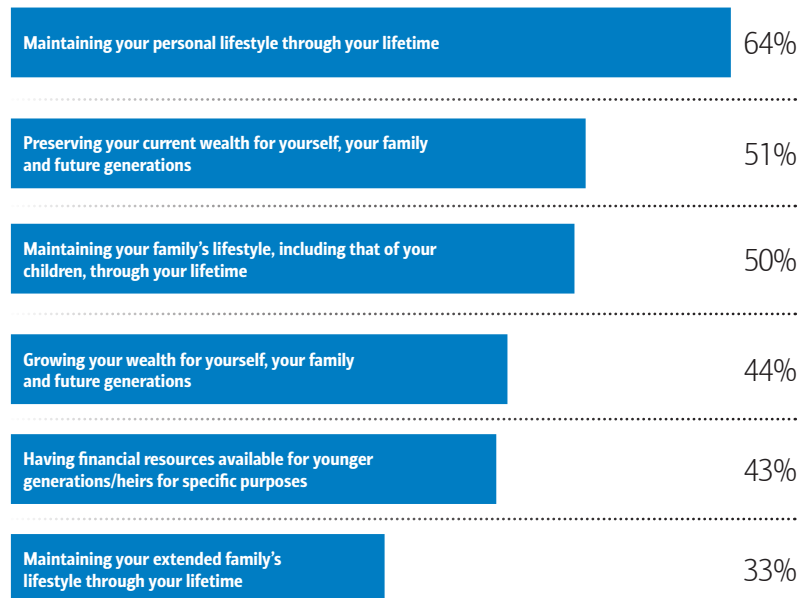 Maintaining your personal lifestyle through your lifetime
64%
Preserving your current wealth for yourself, your family
and future generations
51%
Maintaining your family’s lifestyle, including that of your
children, through your lifetime
50%
Growing your wealth for yourself, your family
and future generations
44%
Having financial resources available for younger
generations/heirs for specific purposes
43%
Maintaining your extended family’s
lifestyle through your lifetime
33%